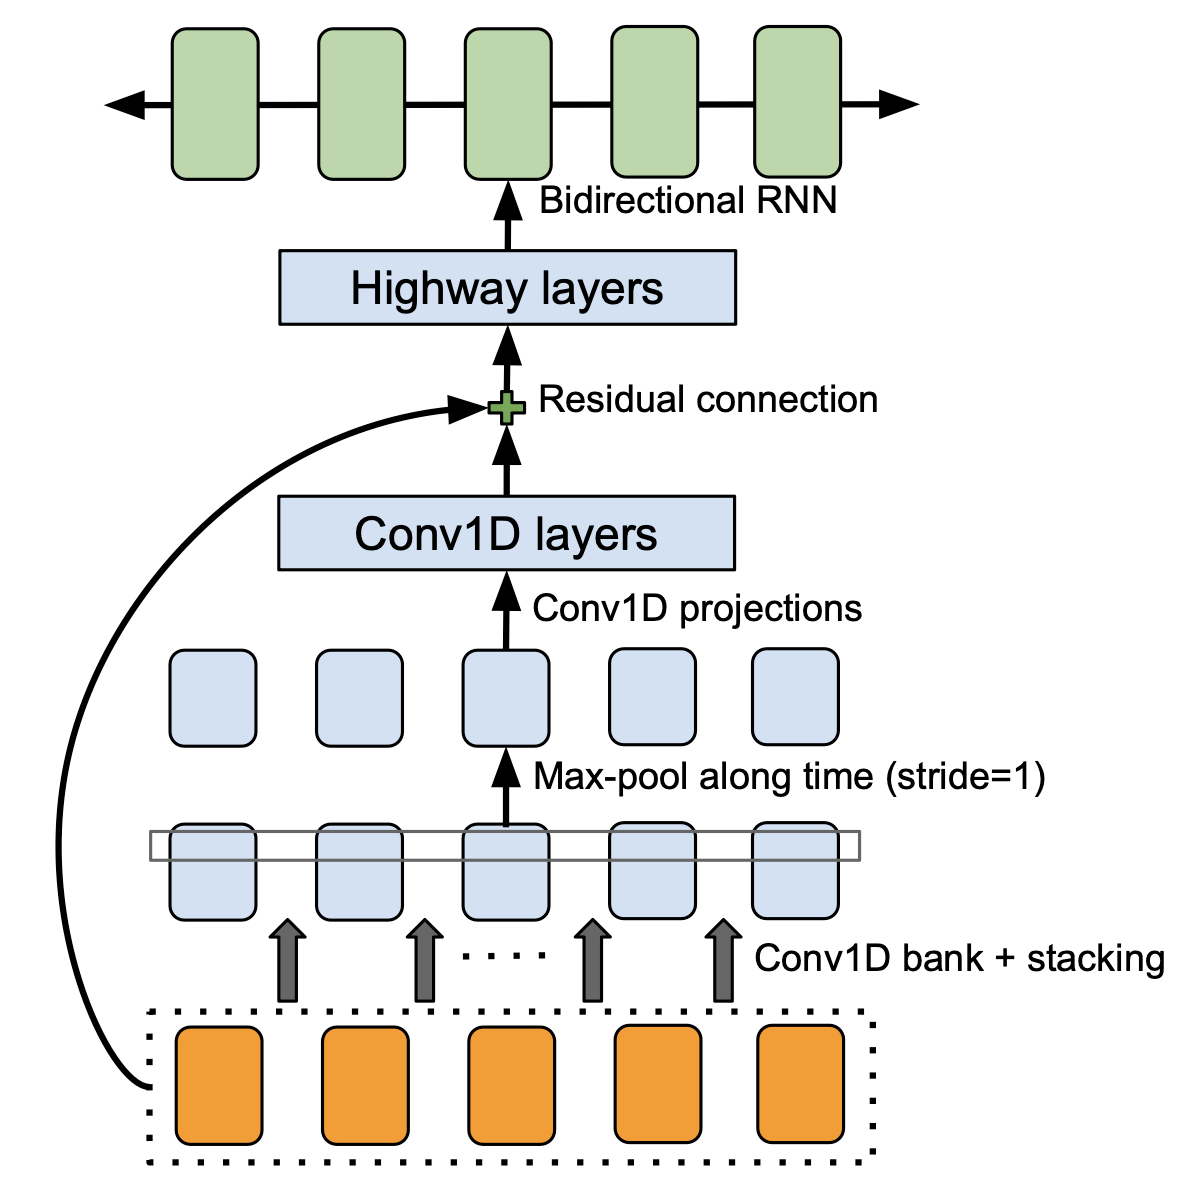 Bidirectional RNN
Highway layers
Residual connection
Conv1D layers
Conv1D projections
Max-pool along time (stride=1)
Conv1D bank + stacking